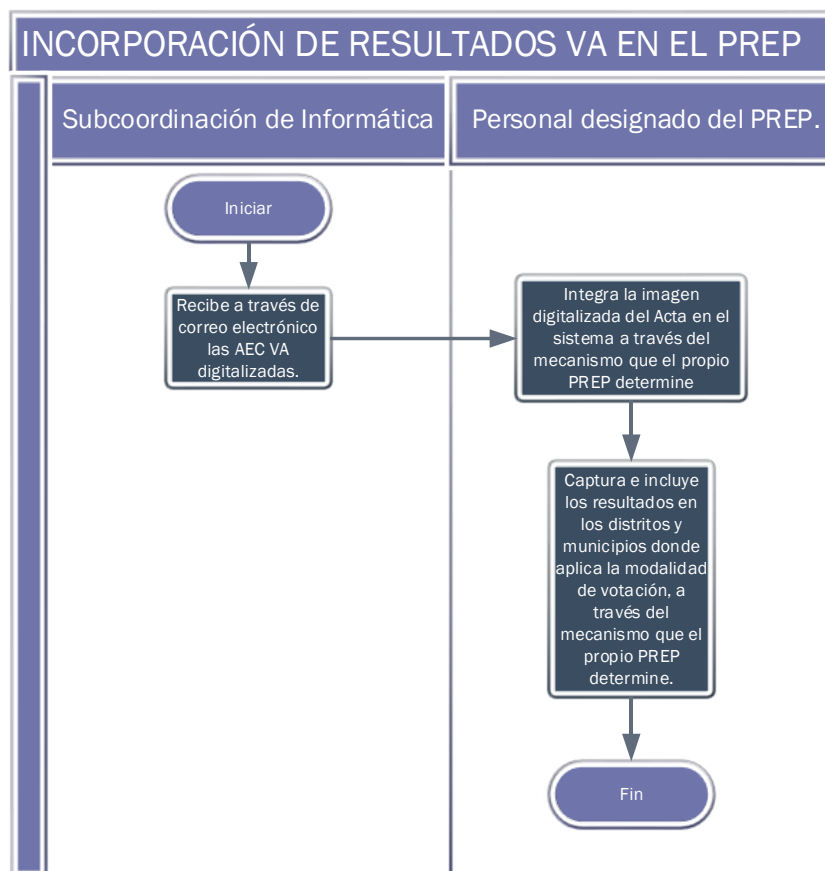 INCORPORACIÓN DE RESULTADOS VA EN EL PREP
Subcoordinación de Informática
Personal designado del PREP.
Iniciar
Recibe a través de
correo electrónico
las AEC VA
digitalizadas.
Integra la imagen
digitalizada del Acta en el
sistema a través del
mecanismo que el propio
PREP determine
Captura e incluye
los resultados en
los distritos y
municipios donde
aplica la modalidad
de votación, a
través del
mecanismo que el
propio PREP
determine.
Fin